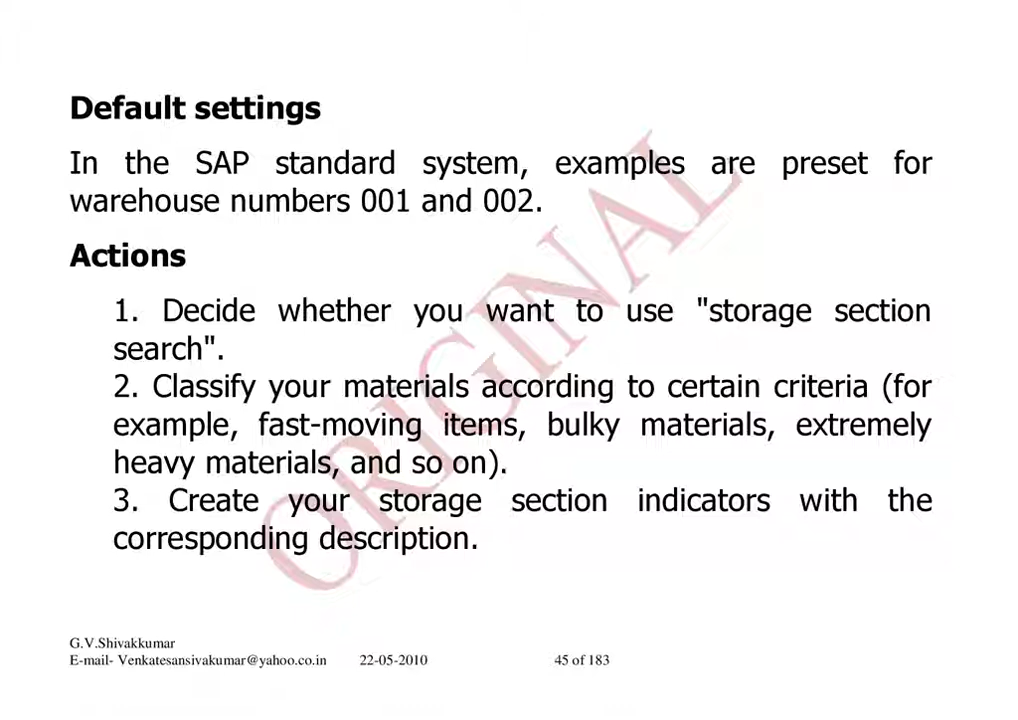 Default settings
In the SAP standard system, examples are preset for
warehouse numbers 001 and 002.
Actions
1. Decide whether you want to use "storage section
search".
2. Classify your materials according to certain criteria (for
example, fast-moving items, bulky materials, extremely
heavy materials, and so on).
3. Create your storage section indicators with the
corresponding description.
ORIGINAL
G.V.Shivakkumar
E-mail- Venkatesansivakumar@yahoo.co.in 22-05-2010 45 of 183